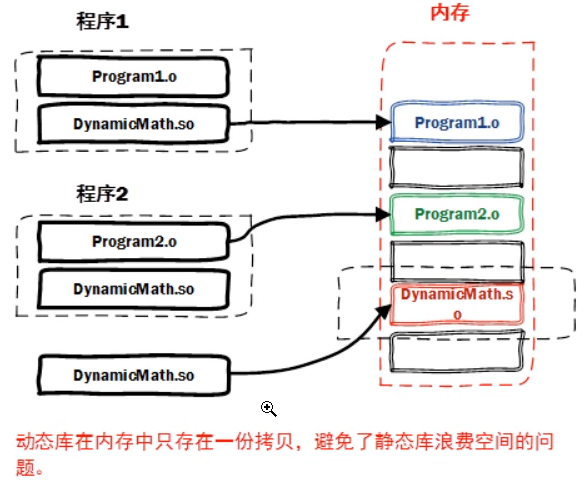 程序1
Program1.o
DynamicMath.so
程序2
Program2.o
DynamicMath.so
DynamicMath.so
内存
Program1.o
Program2.o
DynamicMath.s
o
动态库在内存中只存在一份拷贝，避免了静态库浪费空间的问
题。